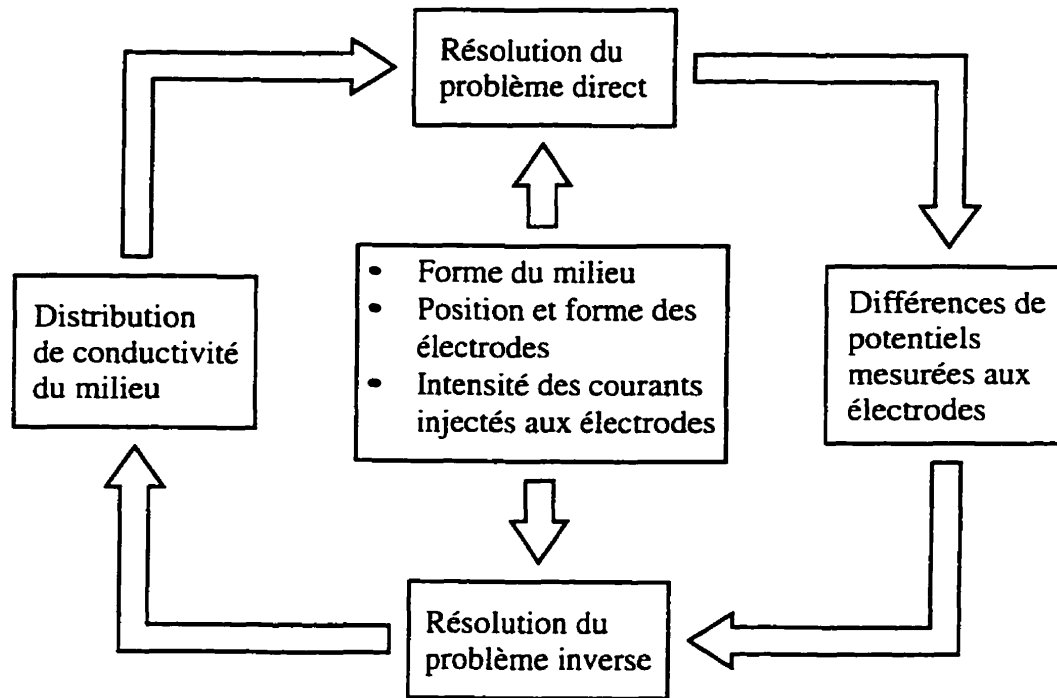 Résolution du
problème direct
• Forme du milieu
• Position et forme des
électrodes
• Intensité des courants
injectés aux électrodes
Distribution
de conductivité
du milieu
Différences de
potentiels
mesurées aux
électrodes
Résolution du
problème inverse